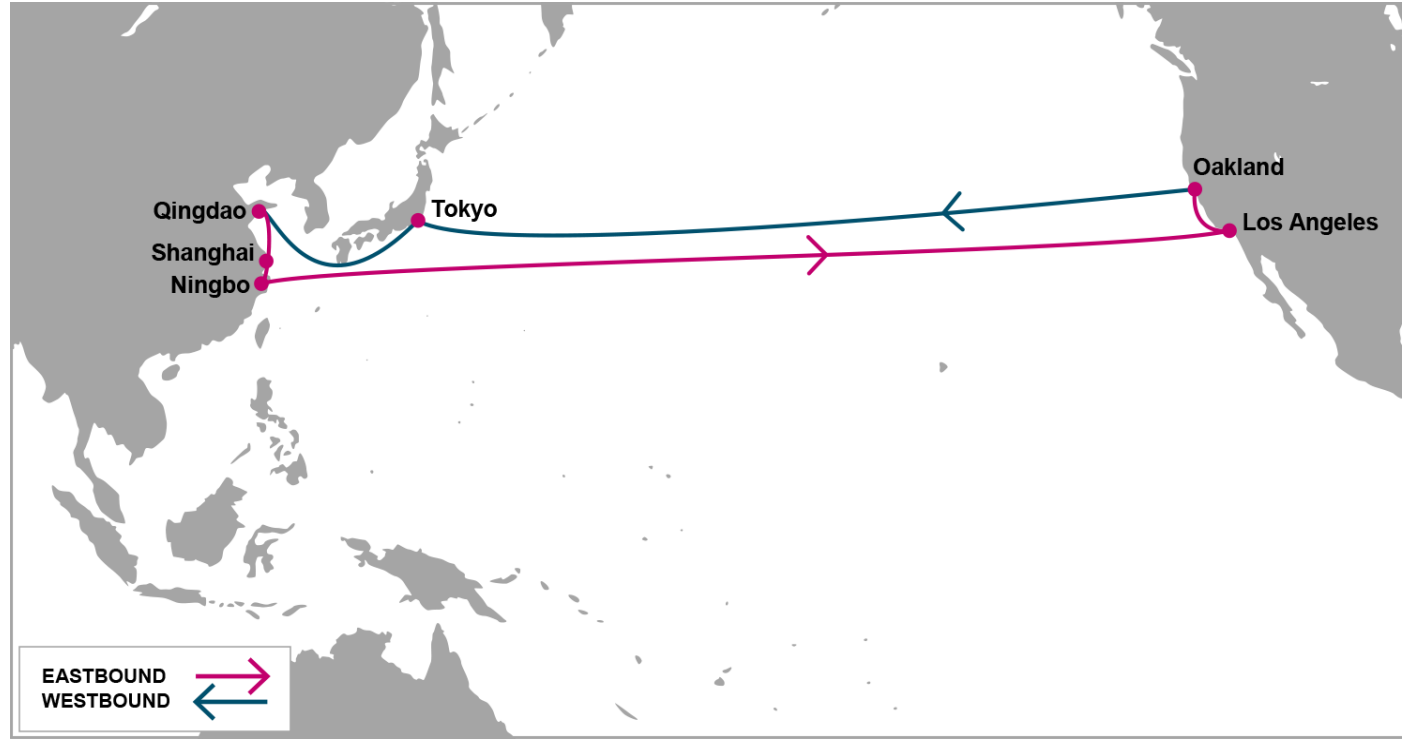 Oakland
Qingdao
Tokyo
Los Angeles
Shanghai
Ningbo
EASTBOUND
WESTBOUND